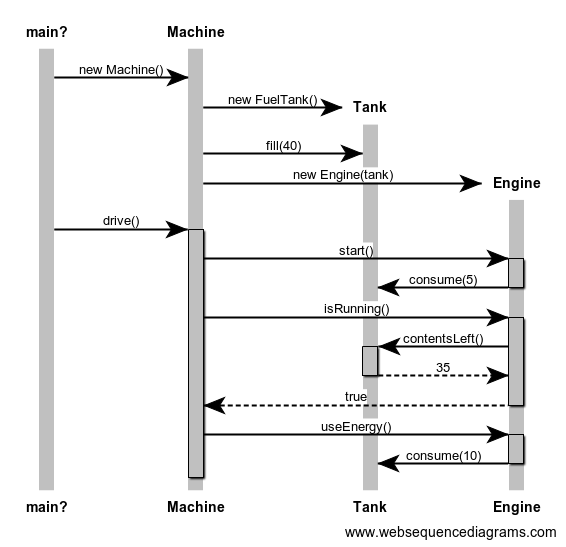 main?
Machine
new Machine()
new FuelTank()
Tank
fill(40)
new Engine(tank)
Engine
drive()
start()
consume(5)
isRunning()
contentsLeft()
35
true
useEnergy()
consume(10)
main?
Machine
Tank
Engine
www.websequencediagrams.com